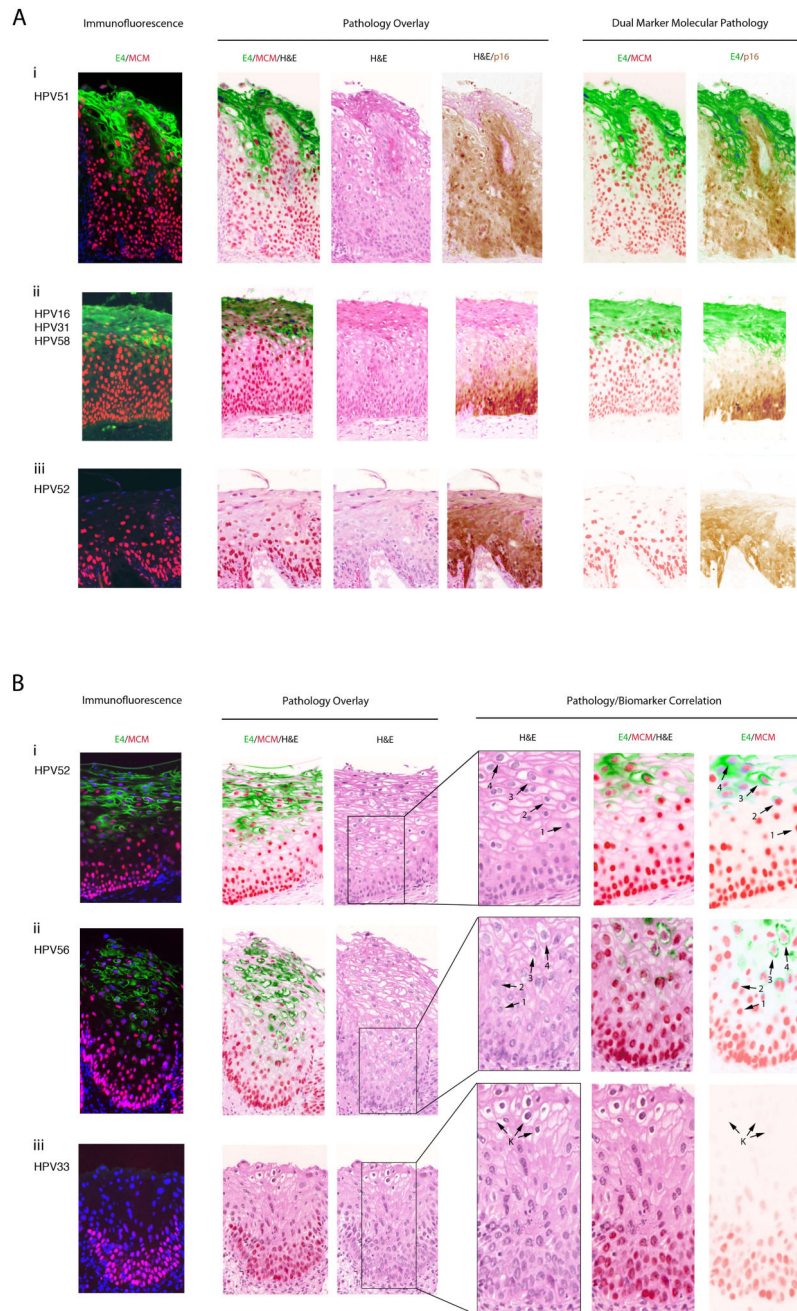 A
Immunofluorescence
Pathology Overlay
Dual Marker Molecular Pathology
E4/MCM
E4/MCM/H&E
H&E
H&E/p16
E4/MCM
E4/p16
i
HPV51
ii
HPV16
HPV31
HPV58
iii
HPV52
B
Immunofluorescence
Pathology Overlay
Pathology/Biomarker Correlation
E4/MCM
E4/MCM/H&E
H&E
H&E
E4/MCM/H&E
E4/MCM
i
HPV52
4
3
2
1
4
3
2
1
ii
HPV56
4
3
2
1
4
3
2
1
iii
HPV33
K
K